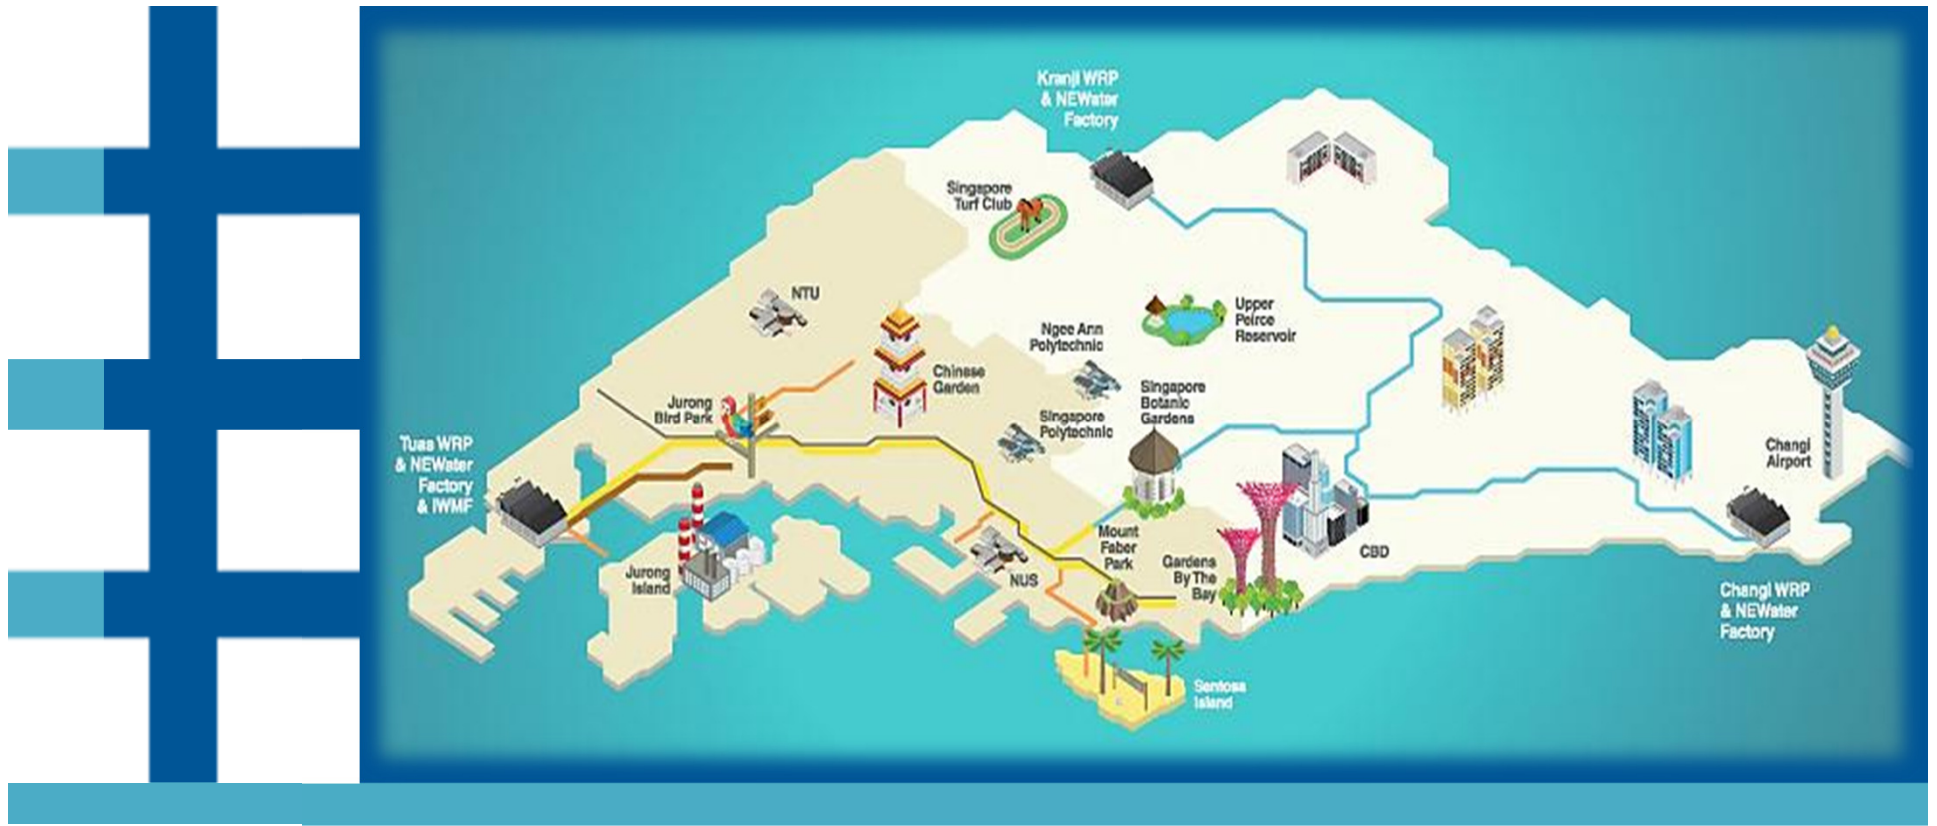 Kranji WRP
& NEWater
Factory
Singapore
Turf Club
NTU
Upper
Peirce
Reservoir
Ngee Ann
Polytechnic
Chinese
Garden
Singapore
Botanic
Gardens
Jurong
Bird Park
Singapore
Polytechnic
Tuas WRP
& NEWater
Factory
& IWMF
Changi
Airport
Mount
Faber
Park
CBD
Gardens
By The
Bay
Jurong
Island
NUS
Changi WRP
& NEWater
Factory
Sentosa
Island